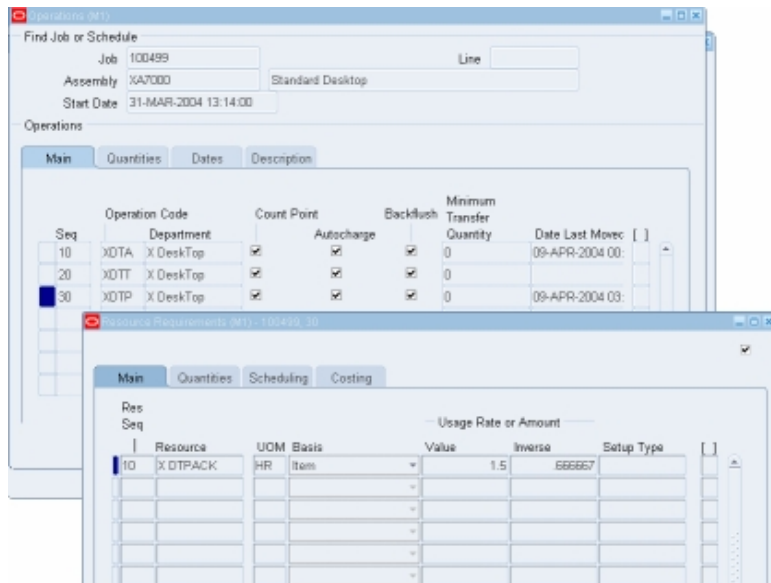 Operations (M1)
Find Job or Schedule
Job 100499 Line
Assembly XA7000 Standard Desktop
Start Date 31-MAR-2004 13:14:00
Operations
Main Quantities Dates Description
Minimum
Operation Code Count Point Backflush Transfer
Seq Department Autocharge Quantity Date Last Movec [ ]
10 XDTA X DeskTop 0 09-APR-2004 00:
20 XDTT X DeskTop 0
30 XDTP X DeskTop 0 09-APR-2004 03:
Resource Requirements (M1) - 100499, 30
Main Quantities Scheduling Costing
Res
Seq Usage Rate or Amount
Resource UOM Basis Value Inverse Setup Type [ ]
10 X DTPACK HR Item 1.5 .666667